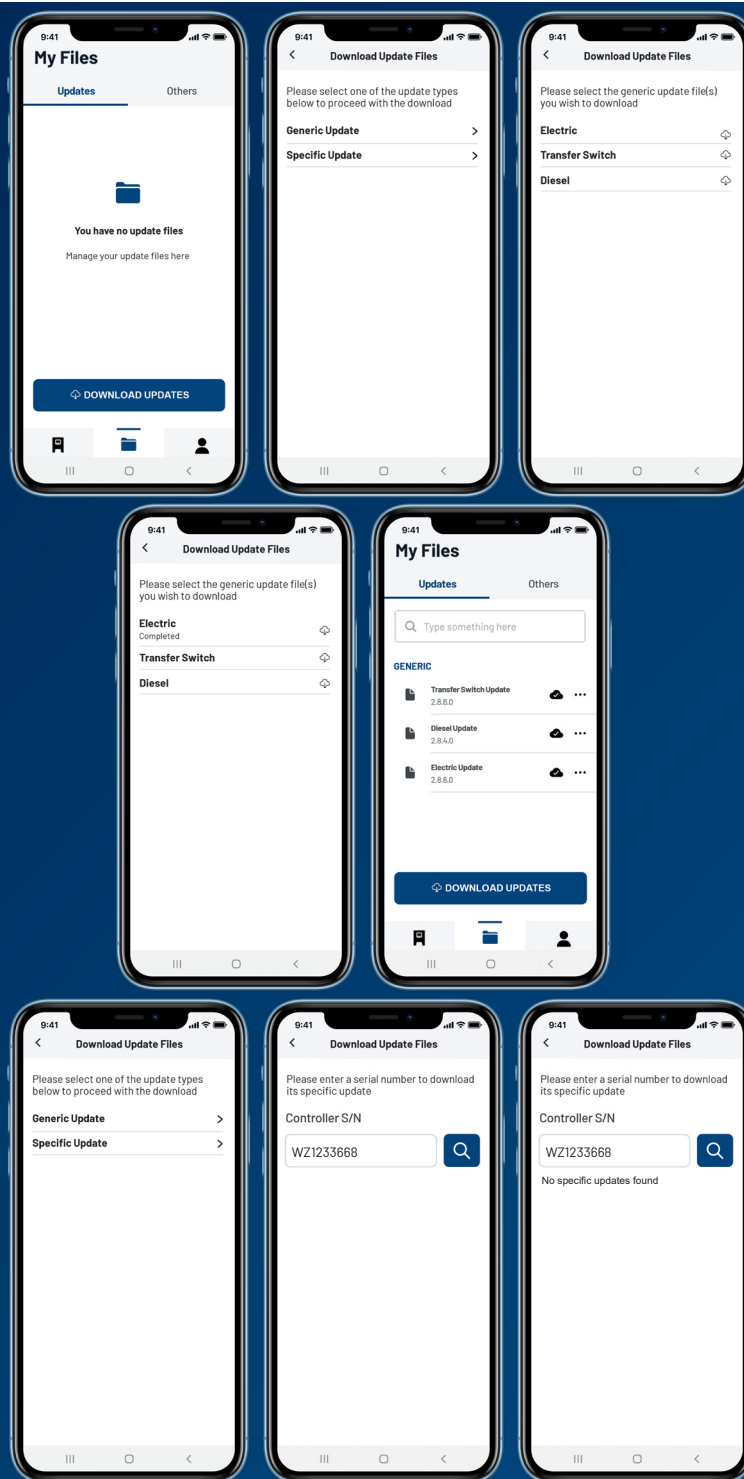 9:41
My Files
Updates
Others
You have no update files
Manage your update files here
DOWNLOAD UPDATES
9:41
Download Update Files
Please select one of the update types
below to proceed with the download
Generic Update
Specific Update
9:41
Download Update Files
Please select the generic update file(s)
you wish to download
Electric
Transfer Switch
Diesel
9:41
Download Update Files
Please select the generic update file(s)
you wish to download
Electric
Completed
Transfer Switch
Diesel
9:41
My Files
Updates
Others
Type something here
GENERIC
Transfer Switch Update
2.8.6.0
Diesel Update
2.8.4.0
Electric Update
2.8.6.0
DOWNLOAD UPDATES
9:41
Download Update Files
Please select one of the update types
below to proceed with the download
Generic Update
Specific Update
9:41
Download Update Files
Please enter a serial number to download
its specific update
Controller S/N
WZ1233668
9:41
Download Update Files
Please enter a serial number to download
its specific update
Controller S/N
WZ1233668
No specific updates found